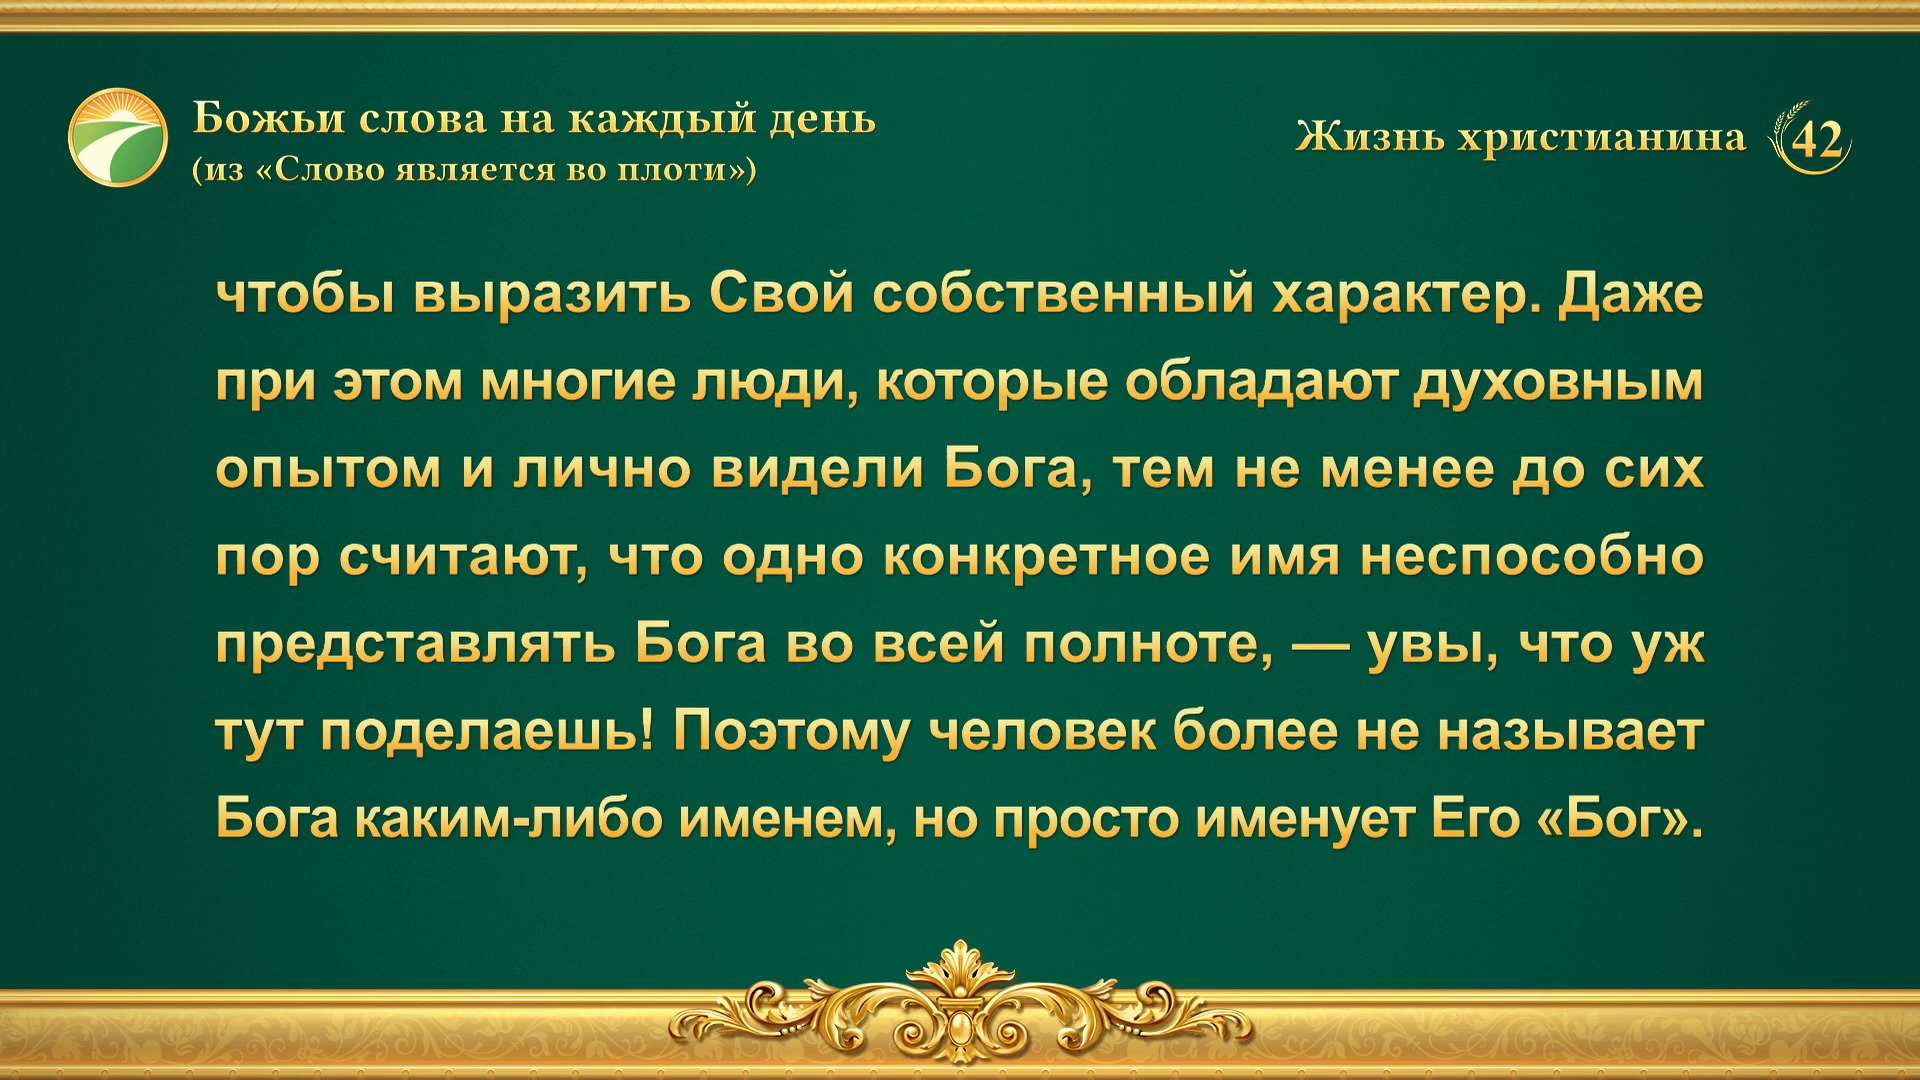 Божьи слова на каждый день
(из «Слово является во плоти»)
Жизнь христианина 42
чтобы выразить Свой собственный характер. Даже
при этом многие люди, которые обладают духовным
опытом и лично видели Бога, тем не менее до сих
пор считают, что одно конкретное имя неспособно
представлять Бога во всей полноте, — увы, что уж
тут поделаешь! Поэтому человек более не называет
Бога каким-либо именем, но просто именует Его «Бог».